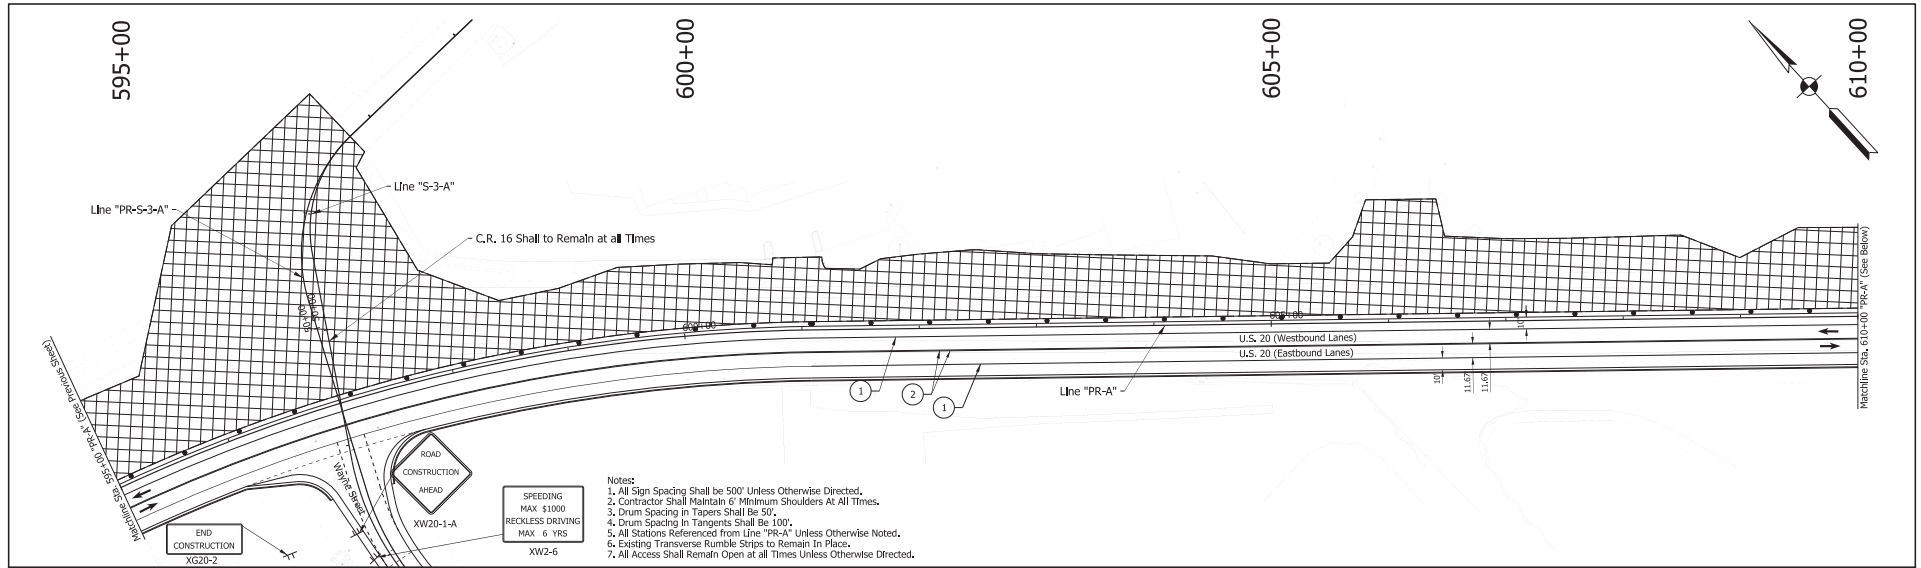 595+00
600+00
605+00
610+00
Line "S-3-A"
Line "PR-S-3-A"
C.R. 16 Shall to Remain at all Times
50+00
50+00
600+00
605+00
10'
U.S. 20 (Westbound Lanes)
U.S. 20 (Eastbound Lanes)
1
2
1
Line "PR-A"
10'
11.67'
11.67'
Matchline Sta. 610+00 "PR-A" (See Below)
Matchline Sta. 595+00 "PR-A" (See Previous Sheet)
Wayne Street
ROAD
CONSTRUCTION
AHEAD
XW20-1-A
SPEEDING
MAX $1000
RECKLESS DRIVING
MAX 6 YRS
XW2-6
END
CONSTRUCTION
XG20-2
Notes:
1. All Sign Spacing Shall be 500' Unless Otherwise Directed.
2. Contractor Shall Maintain 6' Minimum Shoulders At All Times.
3. Drum Spacing in Tapers Shall Be 50'.
4. Drum Spacing in Tangents Shall Be 100'.
5. All Stations Referenced from Line "PR-A" Unless Otherwise Noted.
6. Existing Transverse Rumble Strips to Remain In Place.
7. All Access Shall Remain Open at all Times Unless Otherwise Directed.